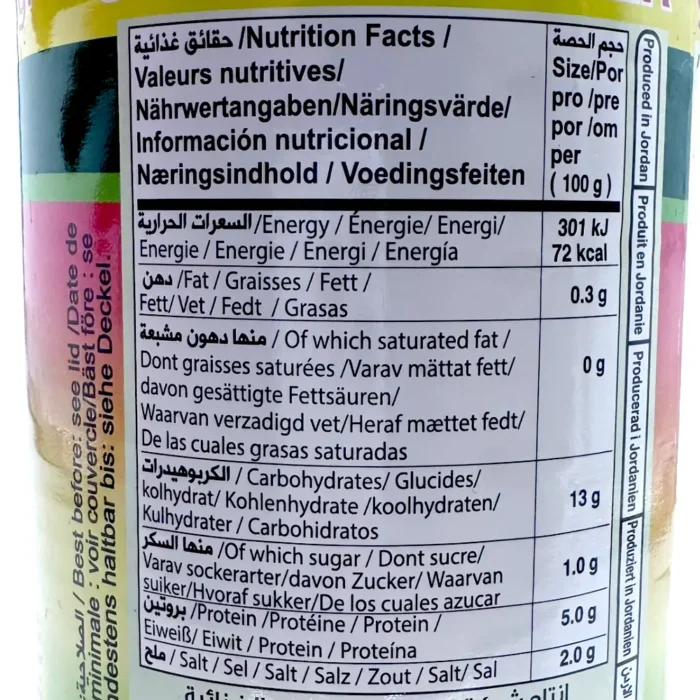 حقائق غذائية /Nutrition Facts /
Valeurs nutritives/
Nährwertangaben/Näringsvärde/
Información nutricional /
Næringsindhold / Voedingsfeiten
حجم الحصة
Size/Por
pro /pre
por /om
per
( 100 g )
السعرات الحرارية/Energy / Énergie/ Energi/
Energie / Energie / Energi / Energía
301 kJ
72 kcal
دهن /Fat / Graisses / Fett /
Fett/ Vet / Fedt / Grasas
0.3 g
منها دهون مشبعة / Of which saturated fat /
Dont graisses saturées /Varav mättat fett/
davon gesättigte Fettsäuren/
Waarvan verzadigd vet/Heraf mættet fedt/
De las cuales grasas saturadas
0 g
الكربوهيدرات / Carbohydrates/ Glucides/
kolhydrat/ Kohlenhydrate /koolhydraten/
Kulhydrater / Carbohidratos
13 g
منها السكر /Of which sugar / Dont sucre/
Varav sockerarter/davon Zucker/ Waarvan
suiker/Hvoraf sukker/De los cuales azucar
1.0 g
بروتين /Protein /Protéine / Protein /
Eiweiß/ Eiwit / Protein / Proteína
5.0 g
ملح / Salt / Sel / Salt / Salz / Zout / Salt/ Sal
2.0 g
Produced in Jordan
Produit en Jordanie
Producerad i Jordanien
Produziert in Jordanien
الصلاحية / Best before: see lid /Date de
minimale : voir couvercle/Bäst före : se
ndestens haltbar bis: siehe Deckel.